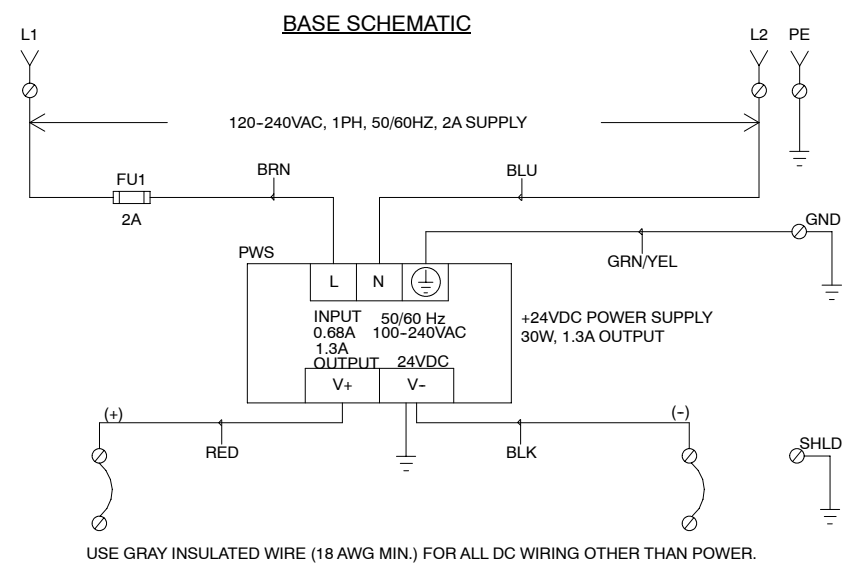 BASE SCHEMATIC
L1
L2
PE
120-240VAC, 1PH, 50/60HZ, 2A SUPPLY
FU1
2A
BRN
BLU
GND
GRN/YEL
PWS
L
N
INPUT 50/60 Hz
0.68A 100-240VAC
1.3A
OUTPUT 24VDC
+24VDC POWER SUPPLY
30W, 1.3A OUTPUT
V+
V-
(+)
(-)
RED
BLK
SHLD
USE GRAY INSULATED WIRE (18 AWG MIN.) FOR ALL DC WIRING OTHER THAN POWER.